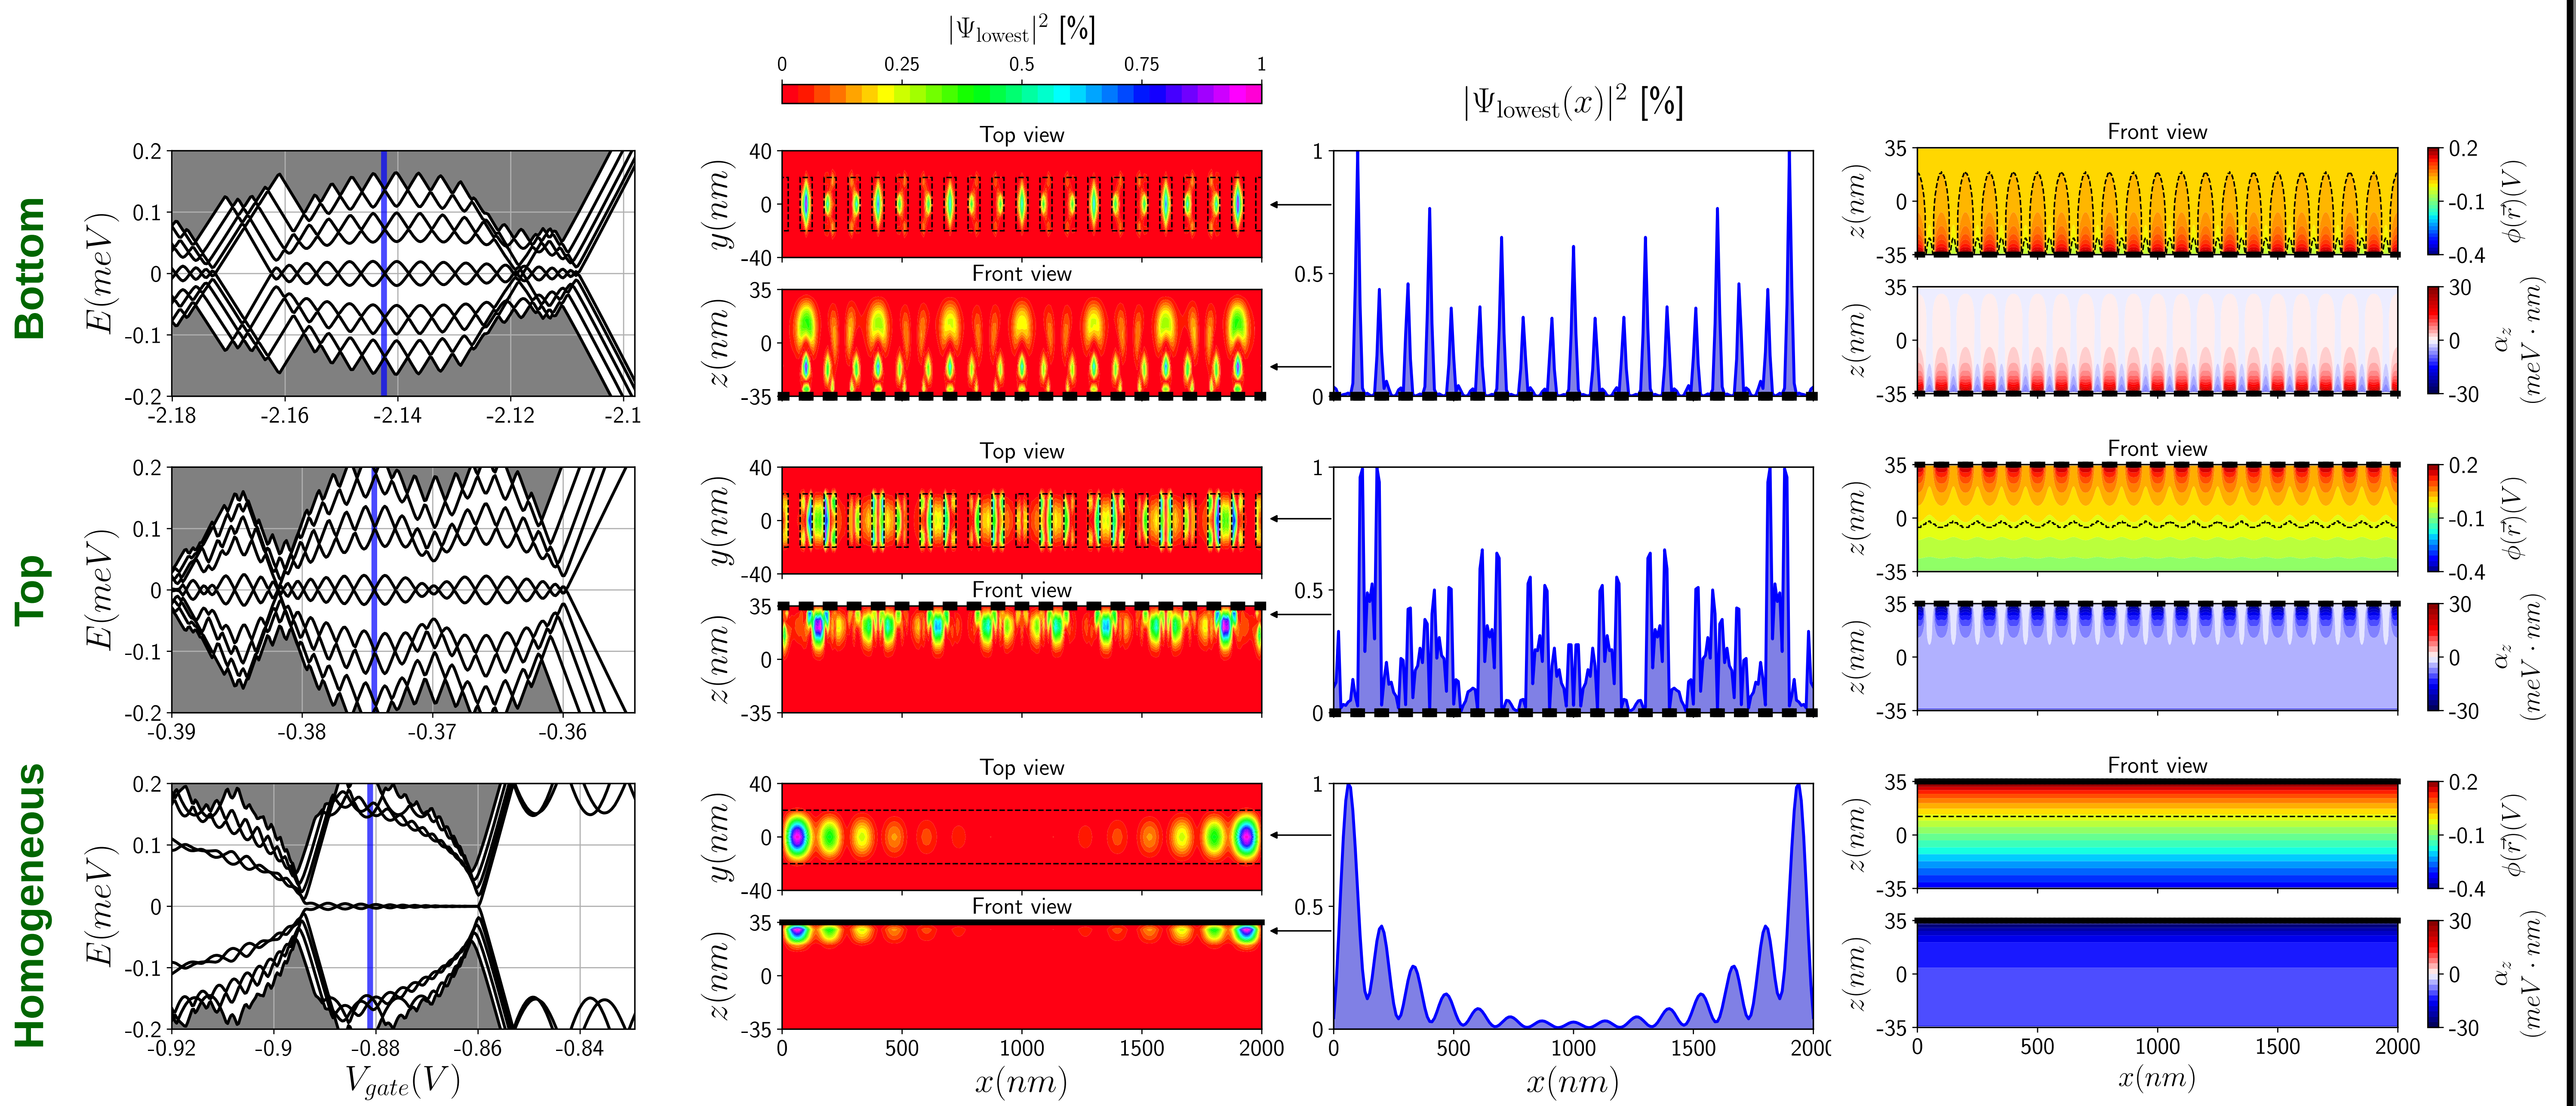 |Ψlowest|² [%]
0 0.25 0.5 0.75 1
|Ψlowest(x)|² [%]
Bottom
E(meV)
0.2
0.1
0
-0.1
-0.2
-2.18 -2.16 -2.14 -2.12 -2.1
Top view
y(nm)
40
0
-40
Front view
z(nm)
35
0
-35
1
0.5
0
Front view
z(nm)
35
0
-35
0.2
-0.1
-0.4
ϕ(r⃗)(V)
z(nm)
35
0
-35
30
0
-30
αz
(meV · nm)
Top
E(meV)
0.2
0.1
0
-0.1
-0.2
-0.39 -0.38 -0.37 -0.36
Top view
y(nm)
40
0
-40
Front view
z(nm)
35
0
-35
1
0.5
0
Front view
z(nm)
35
0
-35
0.2
-0.1
-0.4
ϕ(r⃗)(V)
z(nm)
35
0
-35
30
0
-30
αz
(meV · nm)
Homogeneous
E(meV)
0.2
0.1
0
-0.1
-0.2
-0.92 -0.9 -0.88 -0.86 -0.84
Vgate(V)
Top view
y(nm)
40
0
-40
Front view
z(nm)
35
0
-35
0 500 1000 1500 2000
x(nm)
1
0.5
0
0 500 1000 1500 200
x(nm)
Front view
z(nm)
35
0
-35
0.2
-0.1
-0.4
ϕ(r⃗)(V)
z(nm)
35
0
-35
30
0
-30
αz
(meV · nm)
0 500 1000 1500 2000
x(nm)